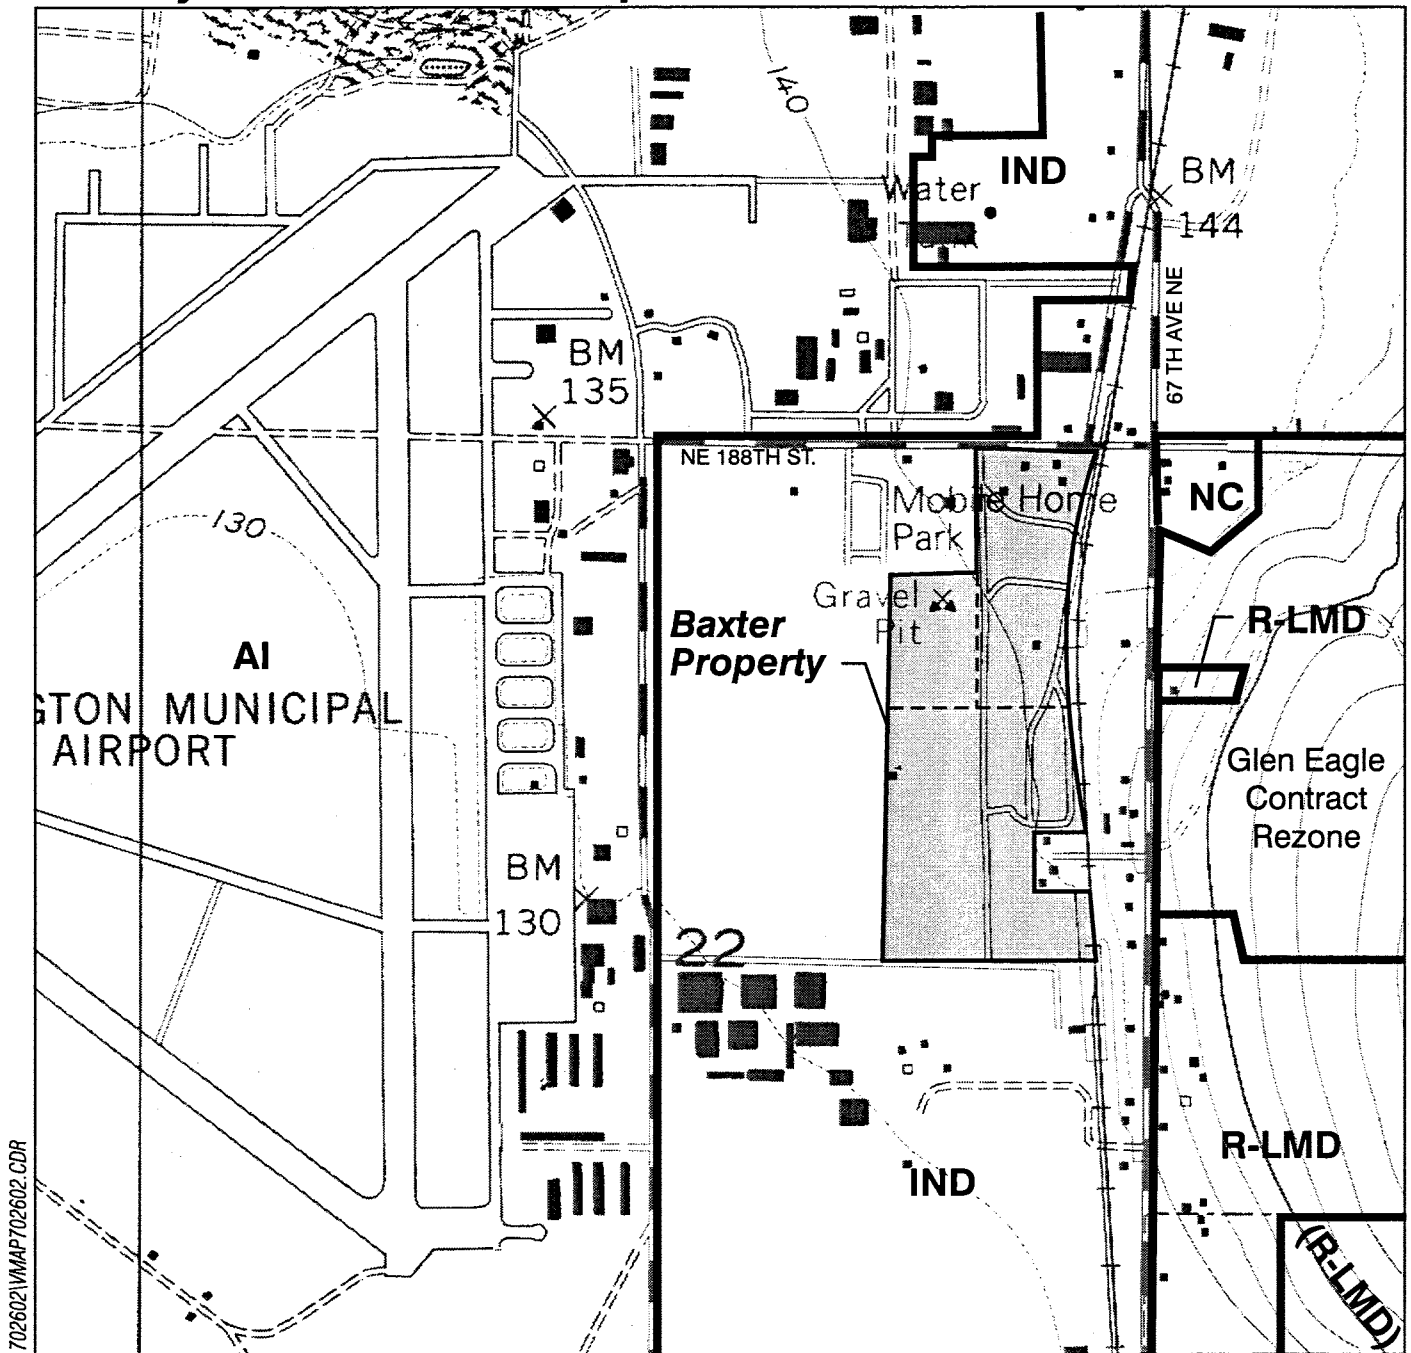 140
IND
Water
BM
144
67 TH AVE NE
BM
135
NE 188TH ST.
Mobile Home
Park
NC
130
Gravel
Pit
Baxter
Property
R-LMD
AI
GTON MUNICIPAL
AIRPORT
Glen Eagle
Contract
Rezone
BM
130
22
R-LMD
IND
(R-LMD)
702602\VMAP702602.CDR